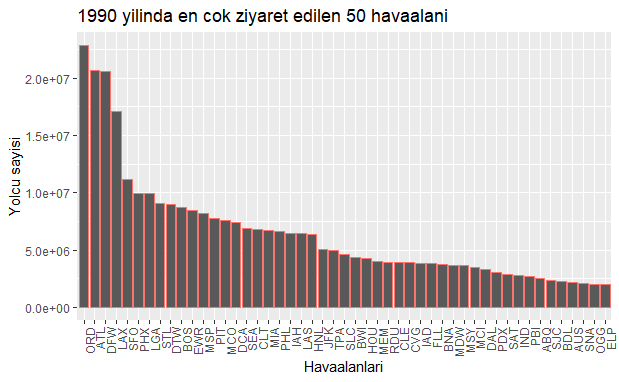 1990 yilinda en cok ziyaret edilen 50 havaalani
Yolcu sayisi
2.0e+07
1.5e+07
1.0e+07
5.0e+06
0.0e+00
ORD
ATL
DFW
LAX
SFO
PHX
LGA
STL
DTW
BOS
EWR
MSP
PIT
MCO
DCA
SEA
CLT
MIA
PHL
IAH
LAS
HNL
JFK
TPA
SLC
BWI
HOU
MEM
RDU
CLE
CVG
IAD
FLL
BNA
MDW
MSY
MCI
DAL
PDX
SAT
IND
PBI
ABQ
SJC
BDL
AUS
SNA
OGG
ELP
Havaalanlari